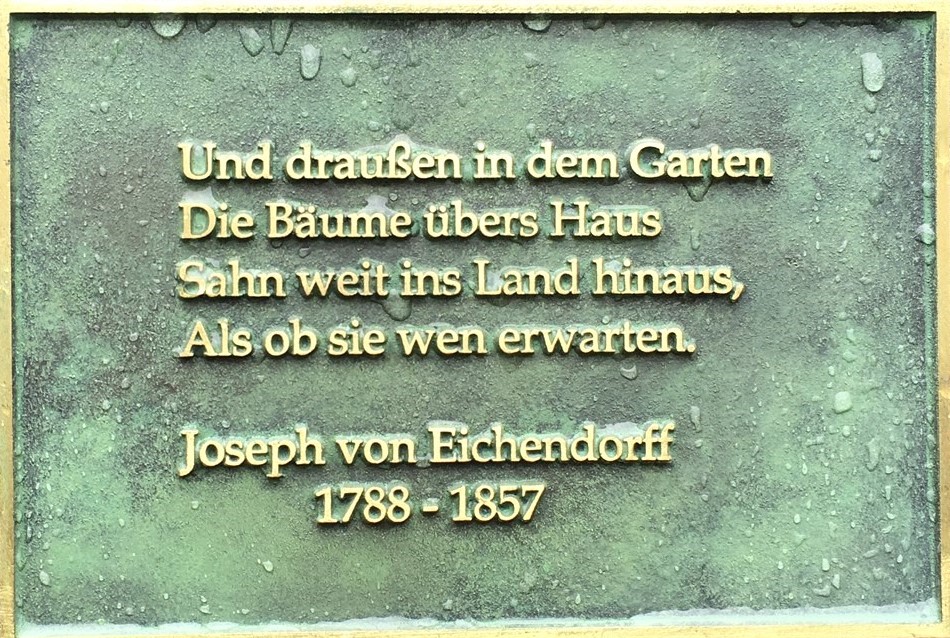 Und draußen in dem Garten
Die Bäume übers Haus
Sahn weit ins Land hinaus,
Als ob sie wen erwarten.
Joseph von Eichendorff
1788 - 1857